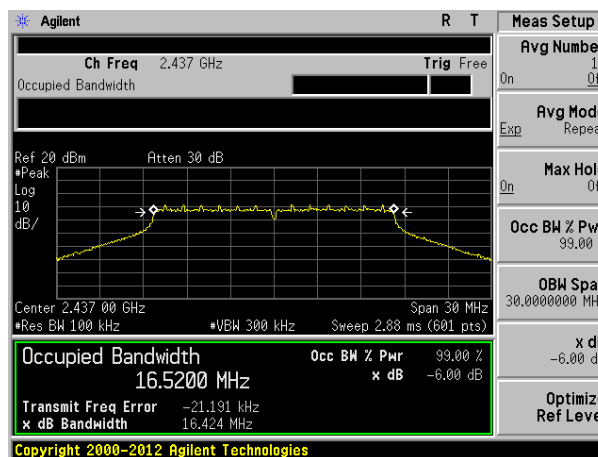 Agilent R T
Ch Freq 2.437 GHz Trig Free
Occupied Bandwidth
Ref 20 dBm Atten 30 dB
#Peak
Log
10
dB/
Center 2.437 00 GHz Span 30 MHz
#Res BW 100 kHz #VBW 300 kHz Sweep 2.88 ms (601 pts)
Occupied Bandwidth Occ BW % Pwr 99.00 %
16.5200 MHz x dB -6.00 dB
Transmit Freq Error -21.191 kHz
x dB Bandwidth 16.424 MHz
Copyright 2000-2012 Agilent Technologies
Meas Setup
Avg Numbe
1
On Of
Avg Mod
Exp Repea
Max Hol
On Of
Occ BW % Pw
99.00
OBW Spa
30.0000000 MH
x d
-6.00 d
Optimiz
Ref Leve